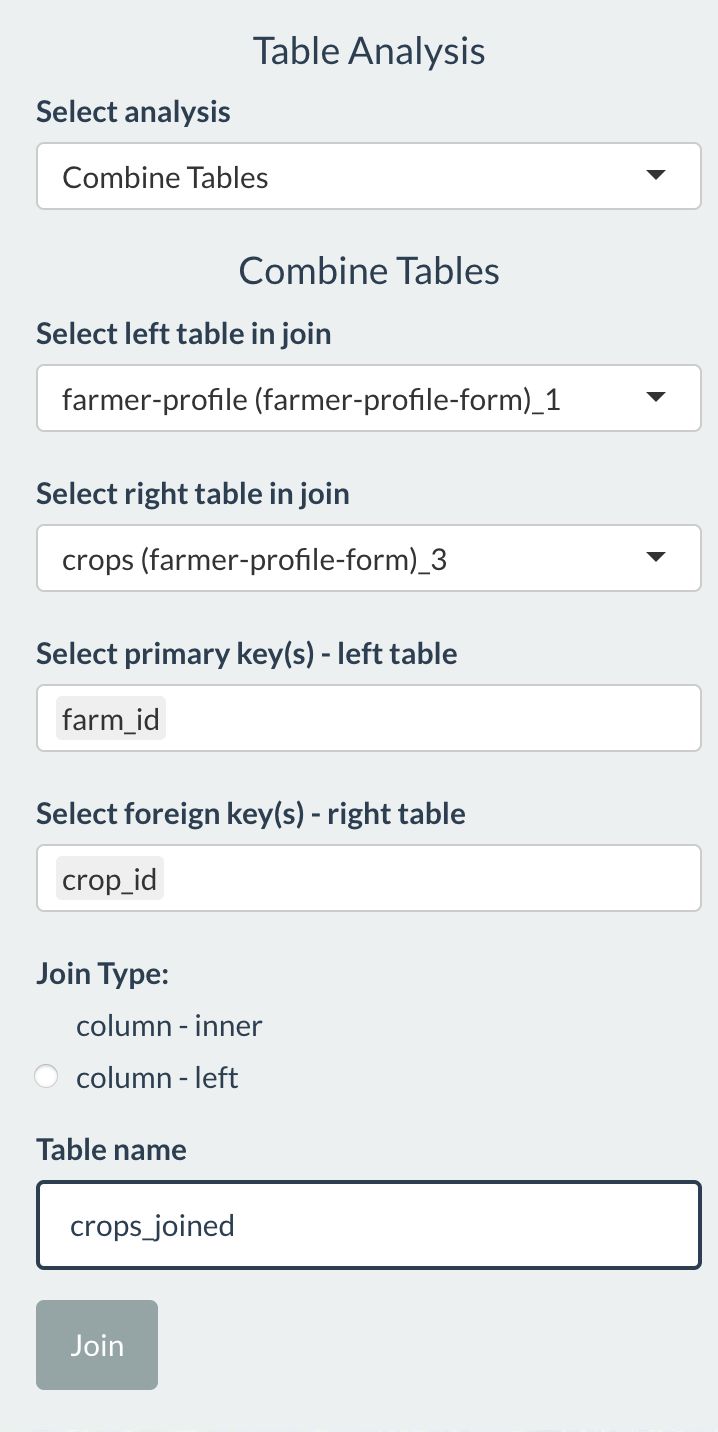 Table Analysis
Select analysis
Combine Tables
Combine Tables
Select left table in join
farmer-profile (farmer-profile-form)_1
Select right table in join
crops (farmer-profile-form)_3
Select primary key(s) - left table
farm_id
Select foreign key(s) - right table
crop_id
Join Type:
column - inner
column - left
Table name
crops_joined
Join